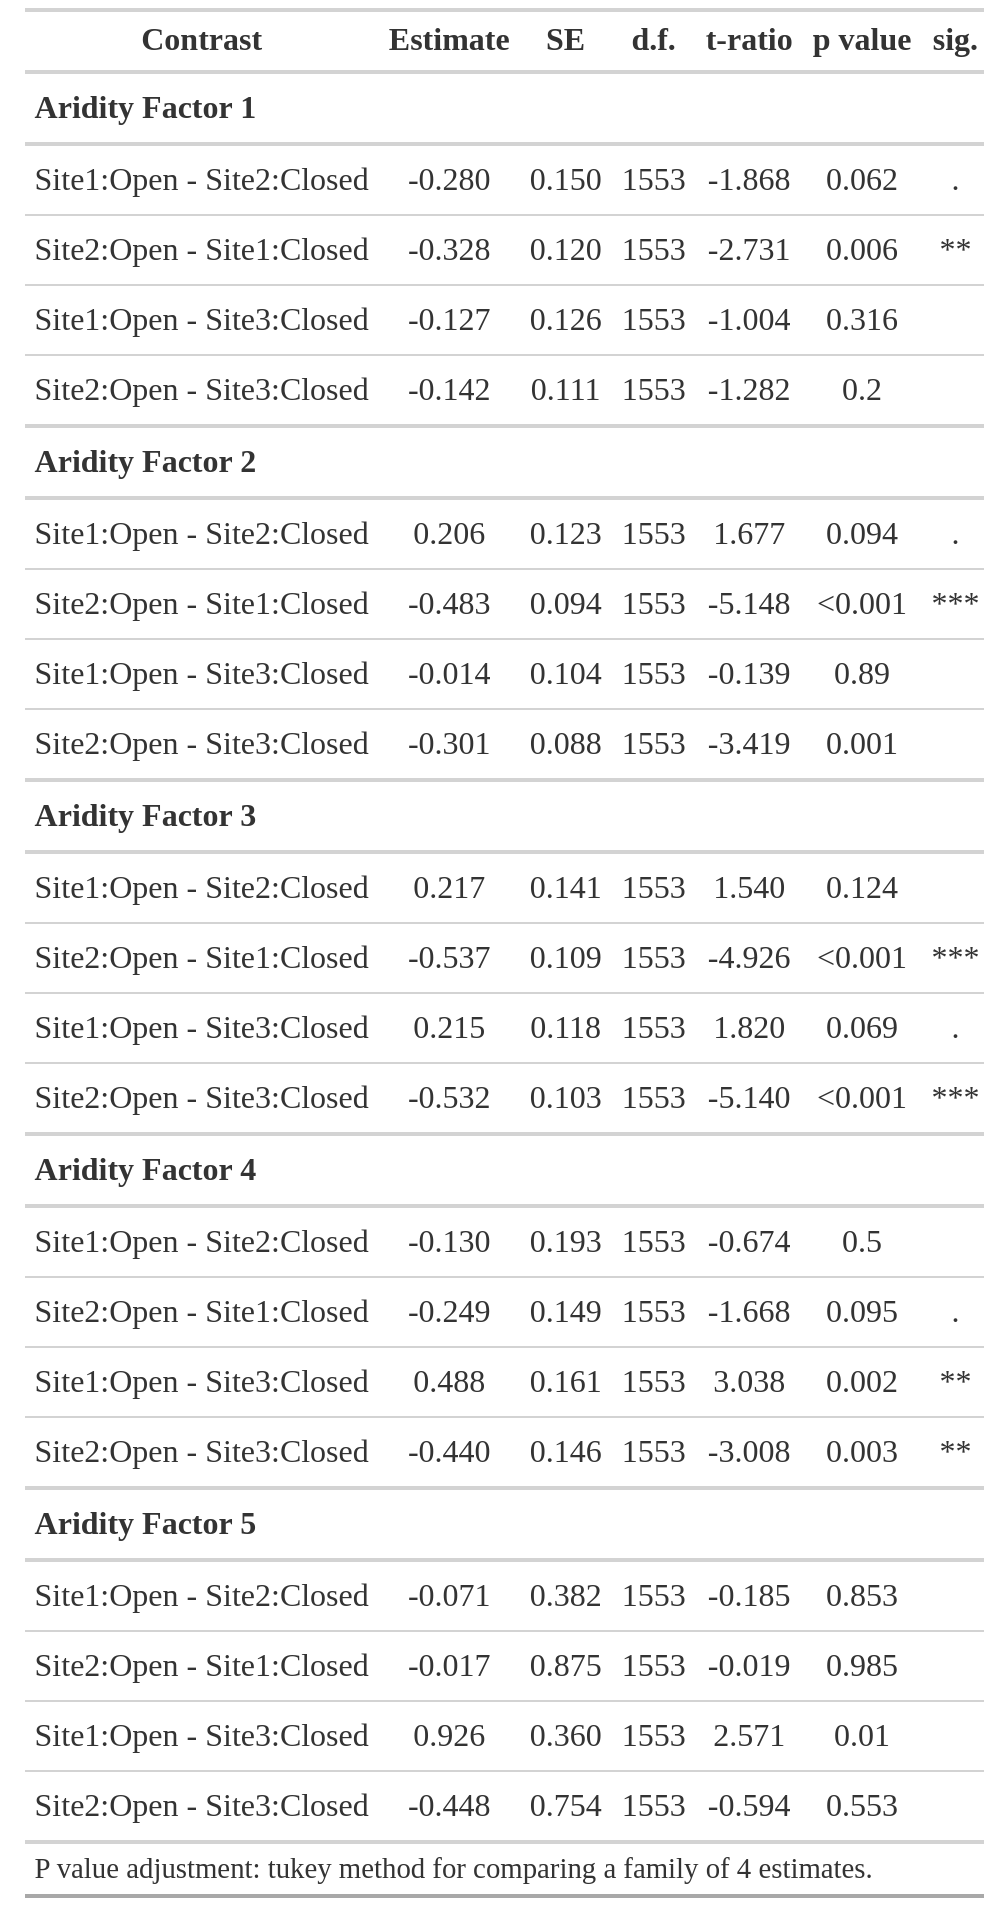 Contrast Estimate SE d.f. t-ratio p value sig.
Aridity Factor 1
Site1:Open - Site2:Closed -0.280 0.150 1553 -1.868 0.062 .
Site2:Open - Site1:Closed -0.328 0.120 1553 -2.731 0.006 **
Site1:Open - Site3:Closed -0.127 0.126 1553 -1.004 0.316
Site2:Open - Site3:Closed -0.142 0.111 1553 -1.282 0.2
Aridity Factor 2
Site1:Open - Site2:Closed 0.206 0.123 1553 1.677 0.094 .
Site2:Open - Site1:Closed -0.483 0.094 1553 -5.148 <0.001 ***
Site1:Open - Site3:Closed -0.014 0.104 1553 -0.139 0.89
Site2:Open - Site3:Closed -0.301 0.088 1553 -3.419 0.001
Aridity Factor 3
Site1:Open - Site2:Closed 0.217 0.141 1553 1.540 0.124
Site2:Open - Site1:Closed -0.537 0.109 1553 -4.926 <0.001 ***
Site1:Open - Site3:Closed 0.215 0.118 1553 1.820 0.069 .
Site2:Open - Site3:Closed -0.532 0.103 1553 -5.140 <0.001 ***
Aridity Factor 4
Site1:Open - Site2:Closed -0.130 0.193 1553 -0.674 0.5
Site2:Open - Site1:Closed -0.249 0.149 1553 -1.668 0.095 .
Site1:Open - Site3:Closed 0.488 0.161 1553 3.038 0.002 **
Site2:Open - Site3:Closed -0.440 0.146 1553 -3.008 0.003 **
Aridity Factor 5
Site1:Open - Site2:Closed -0.071 0.382 1553 -0.185 0.853
Site2:Open - Site1:Closed -0.017 0.875 1553 -0.019 0.985
Site1:Open - Site3:Closed 0.926 0.360 1553 2.571 0.01
Site2:Open - Site3:Closed -0.448 0.754 1553 -0.594 0.553
P value adjustment: tukey method for comparing a family of 4 estimates.